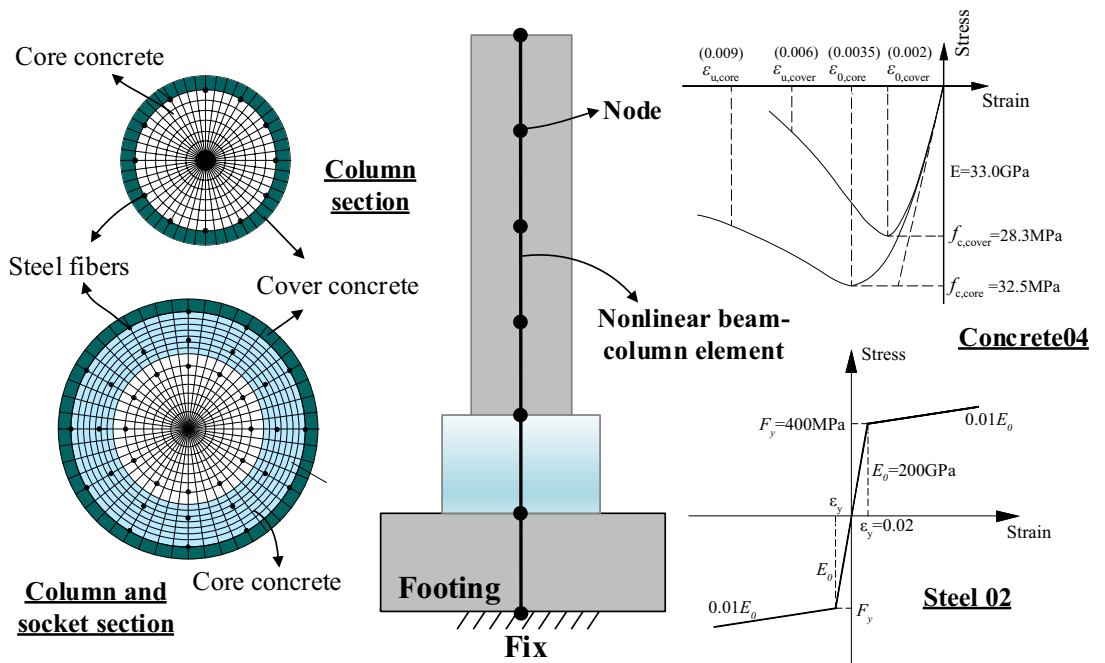 Core concrete
Column
section
Steel fibers
Cover concrete
Core concrete
Column and
socket section
Node
Nonlinear beam-
column element
Footing
Fix
(0.009) (0.006) (0.0035) (0.002)
εu,core εu,cover ε0,core ε0,cover
Stress
Strain
E=33.0GPa
fc,cover=28.3MPa
fc,core=32.5MPa
Concrete04
Stress
Fy=400MPa
0.01E0
E0=200GPa
εy
εy=0.02
Strain
E0
0.01E0
Fy
Steel 02